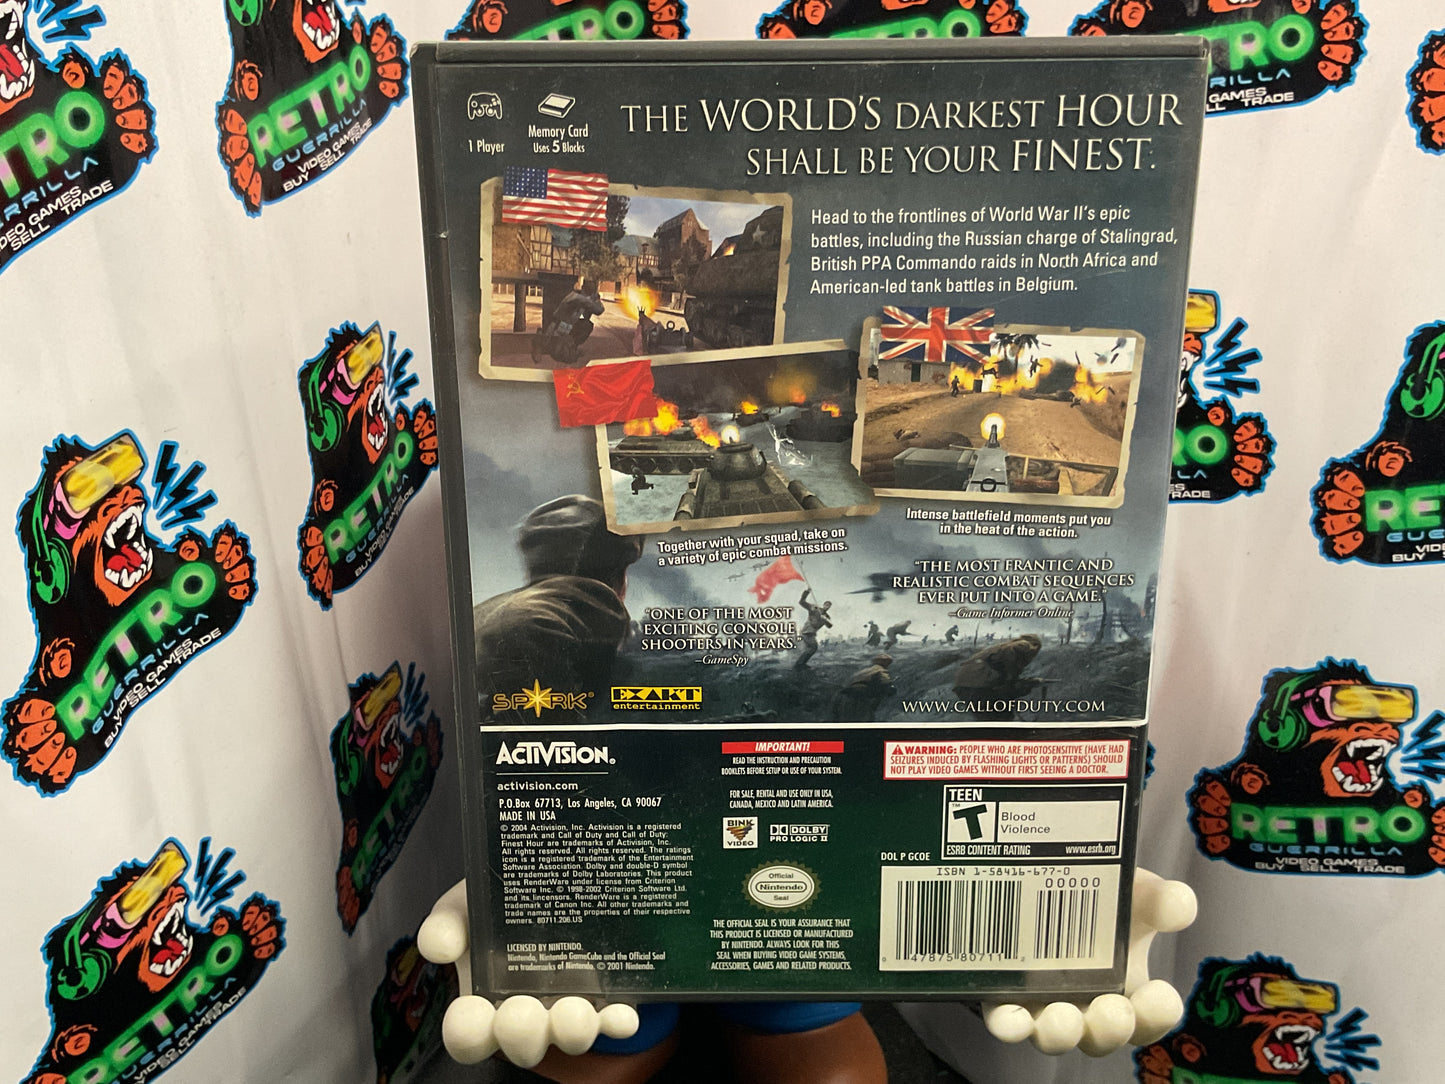 1 Player
Memory Card
Uses 5 Blocks
THE WORLD'S DARKEST HOUR
SHALL BE YOUR FINEST.
Head to the frontlines of World War II's epic
battles, including the Russian charge of Stalingrad,
British PPA Commando raids in North Africa and
American-led tank battles in Belgium.
Together with your squad, take on
a variety of epic combat missions.
Intense battlefield moments put you
in the heat of the action.
"THE MOST FRANTIC AND
REALISTIC COMBAT SEQUENCES
EVER PUT INTO A GAME."
–Game Informer Online
"ONE OF THE MOST
EXCITING CONSOLE
SHOOTERS IN YEARS."
–GameSpy
SPARK®
EXAKT
entertainment
WWW.CALLOFDUTY.COM
ACTIVISION®
activision.com
P.O.Box 67713, Los Angeles, CA 90067
MADE IN USA
© 2004 Activision, Inc. Activision is a registered
trademark and Call of Duty and Call of Duty:
Finest Hour are trademarks of Activision, Inc.
All rights reserved. All rights reserved. The ratings
icon is a registered trademark of the Entertainment
Software Association. Dolby and double-D symbol
are trademarks of Dolby Laboratories. This product
uses RenderWare under license from Criterion
Software Inc. © 1998-2002 Criterion Software Ltd.
and its lincensors. RenderWare is a registered
trademark of Canon Inc. All other trademarks and
trade names are the properties of their respective
owners. 80711.206.US
LICENSED BY NINTENDO.
Nintendo, Nintendo GameCube and the Official Seal
are trademarks of Nintendo. © 2001 Nintendo.
IMPORTANT!
READ THE INSTRUCTION AND PRECAUTION
BOOKLETS BEFORE SETUP OR USE OF YOUR SYSTEM.
FOR SALE, RENTAL AND USE ONLY IN USA,
CANADA, MEXICO AND LATIN AMERICA.
BINK
VIDEO
DOLBY
PRO LOGIC II
Official
Nintendo
Seal
THE OFFICIAL SEAL IS YOUR ASSURANCE THAT
THIS PRODUCT IS LICENSED OR MANUFACTURED
BY NINTENDO. ALWAYS LOOK FOR THIS
SEAL WHEN BUYING VIDEO GAME SYSTEMS,
ACCESSORIES, GAMES AND RELATED PRODUCTS.
WARNING: PEOPLE WHO ARE PHOTOSENSITIVE (HAVE HAD
SEIZURES INDUCED BY FLASHING LIGHTS OR PATTERNS) SHOULD
NOT PLAY VIDEO GAMES WITHOUT FIRST SEEING A DOCTOR.
TEEN
T
Blood
Violence
ESRB CONTENT RATING www.esrb.org
DOL P GCOE
ISBN 1-58416-677-0
00000
0 47875 80711 2
RETRO
GUERRILLA
VIDEO GAMES
BUY SELL TRADE